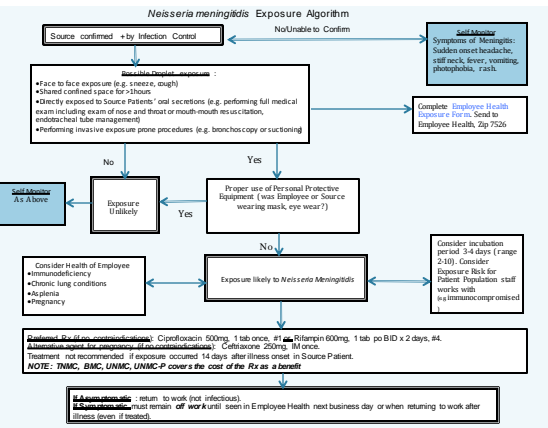 Neisseria meningitidis Exposure Algorithm
Source confirmed + by Infection Control
No/Unable to Confirm
Self Monitor
Symptoms of Meningitis:
Sudden onset headache,
stiff neck, fever, vomiting,
photophobia, rash.
Possible Droplet exposure :
•Face to face exposure (e.g. sneeze, cough)
•Shared confined space for >1hours
•Directly exposed to Source Patients' oral secretions (e.g. performing full medical
exam including exam of nose and throat or mouth-mouth resuscitation,
endotracheal tube management)
•Performing invasive exposure prone procedures (e.g. bronchoscopy or suctioning)
Complete Employee Health
Exposure Form. Send to
Employee Health, Zip 7526
No
Yes
Self Monitor
As Above
Exposure
Unlikely
Yes
Proper use of Personal Protective
Equipment (was Employee or Source
wearing mask, eye wear?)
No
Consider Health of Employee
•Immunodeficiency
•Chronic lung conditions
•Asplenia
•Pregnancy
Exposure likely to Neisseria Meningitidis
Consider incubation
period 3-4 days (range
2-10). Consider
Exposure Risk for
Patient Population staff
works with
(e.g immunocompromised
)
Preferred Rx (if no contraindications): Ciprofloxacin 500mg, 1 tab once, #1 or Rifampin 600mg, 1 tab po BID x 2 days, #4.
Alternative agent for pregnancy (if no contraindications): Ceftriaxone 250mg, IM once.
Treatment not recommended if exposure occurred 14 days after illness onset in Source Patient.
NOTE: TNMC, BMC, UNMC, UNMC-P covers the cost of the Rx as a benefit
If Asymptomatic : return to work (not infectious).
If Symptomatic: must remain off work until seen in Employee Health next business day or when returning to work after
illness (even if treated).